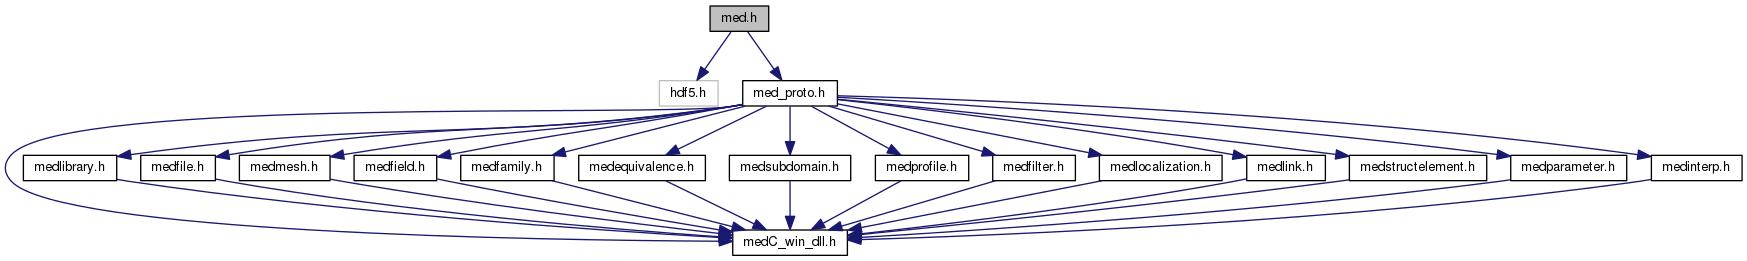 med.h
hdf5.h
med_proto.h
medlibrary.h
medfile.h
medmesh.h
medfield.h
medfamily.h
medequivalence.h
medsubdomain.h
medprofile.h
medfilter.h
medlocalization.h
medlink.h
medstructelement.h
medparameter.h
medinterp.h
medC_win_dll.h